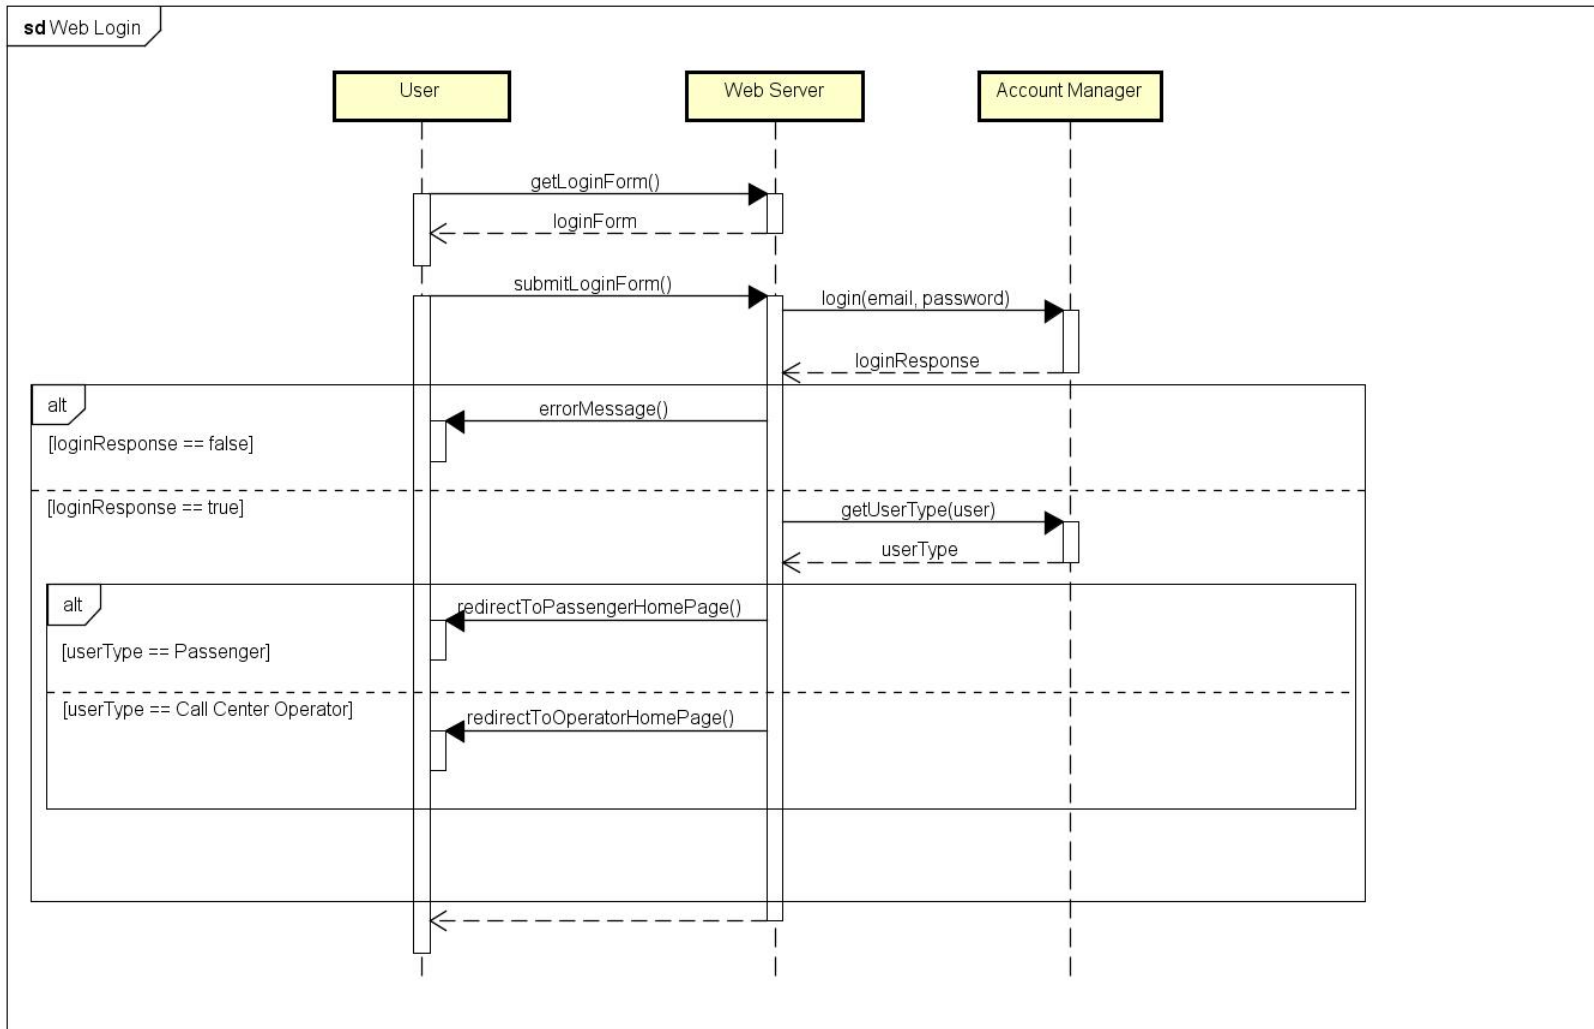 sd Web Login
User
Web Server
Account Manager
getLoginForm()
loginForm
submitLoginForm()
login(email, password)
loginResponse
alt
errorMessage()
[loginResponse == false]
[loginResponse == true]
getUserType(user)
userType
alt
redirectToPassengerHomePage()
[userType == Passenger]
[userType == Call Center Operator]
redirectToOperatorHomePage()